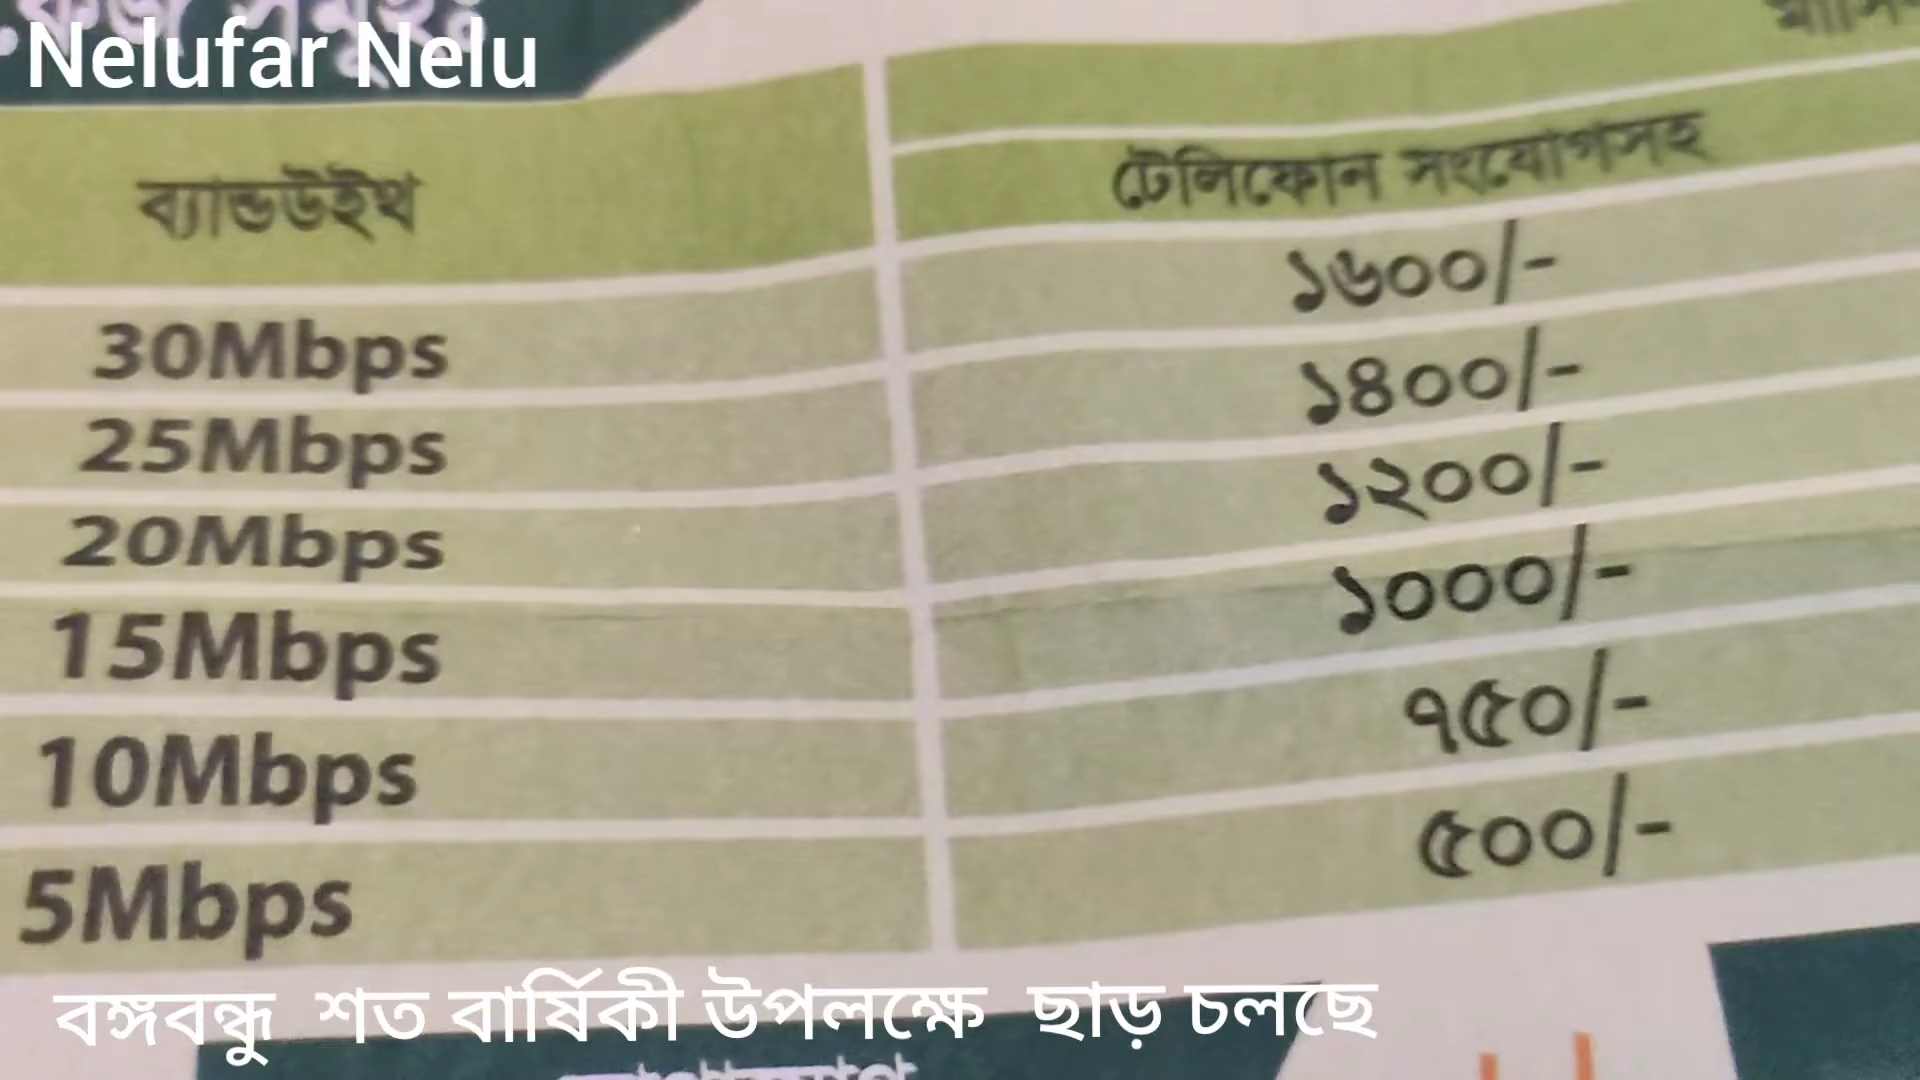 Nelufar Nelu
ব্যান্ডউইথ
টেলিফোন সংযোগসহ
30Mbps ১৬০০/-
25Mbps ১৪০০/-
20Mbps ১২০০/-
15Mbps ১০০০/-
10Mbps ৭৫০/-
5Mbps ৫০০/-
বঙ্গবন্ধু শত বার্ষিকী উপলক্ষে ছাড় চলছে